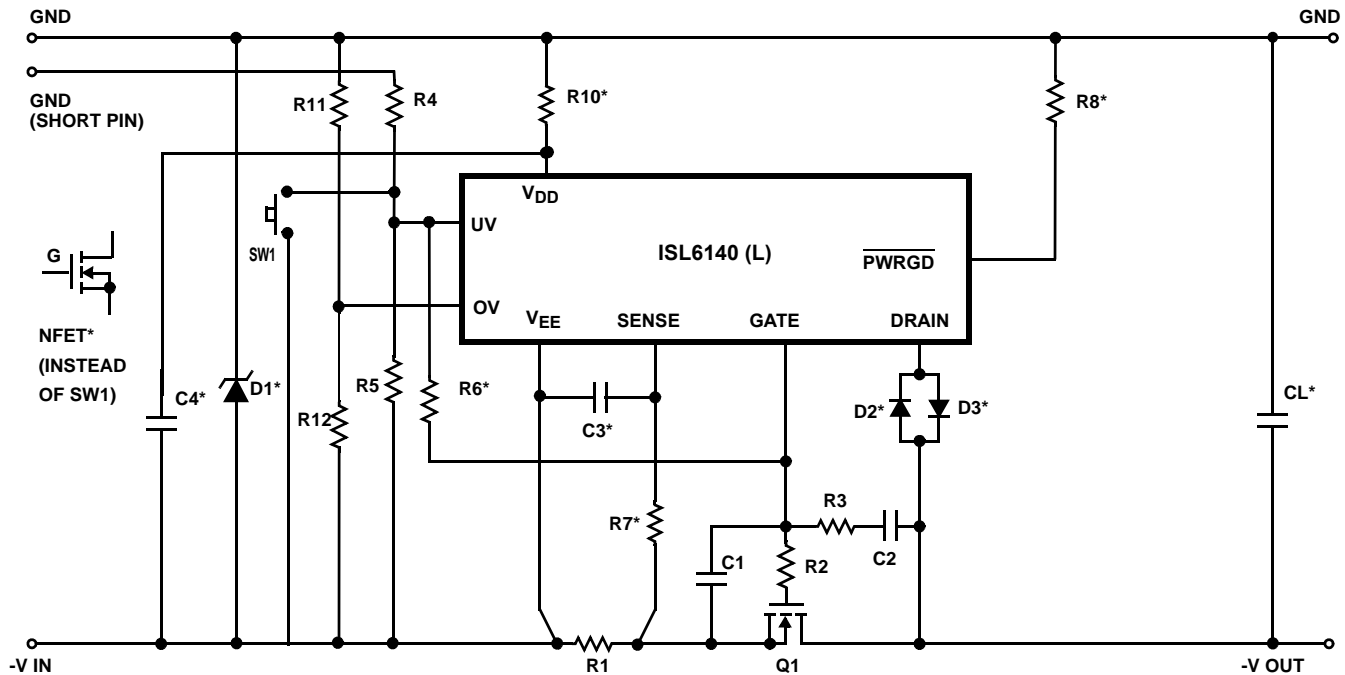 GND
GND
GND
(SHORT PIN)
R11
R4
R10*
R8*
VDD
SW1
UV
ISL6140 (L)
PWRGD
G
OV
VEE
SENSE
GATE
DRAIN
NFET*
(INSTEAD
OF SW1)
C4*
D1*
R5
R6*
R12
C3*
D2*
D3*
CL*
R7*
R3
C1
R2
C2
-V IN
R1
Q1
-V OUT